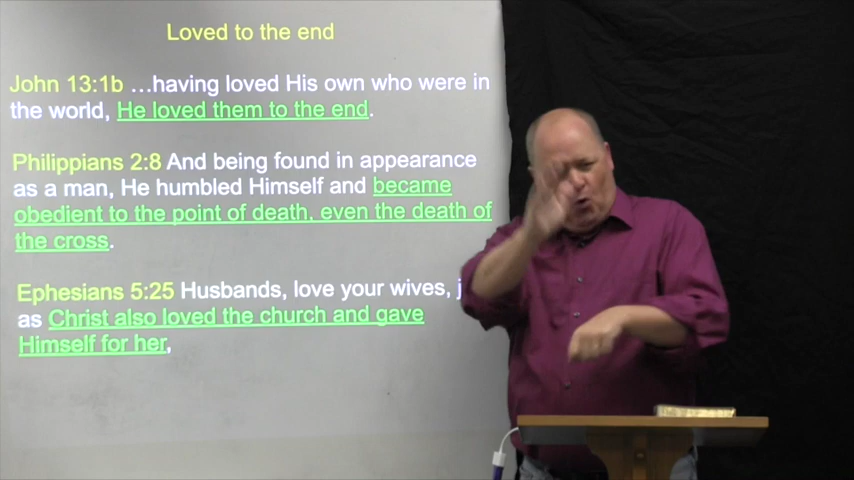 Loved to the end
John 13:1b …having loved His own who were in
the world, He loved them to the end.
Philippians 2:8 And being found in appearance
as a man, He humbled Himself and became
obedient to the point of death, even the death of
the cross.
Ephesians 5:25 Husbands, love your wives,
as Christ also loved the church and gave
Himself for her,